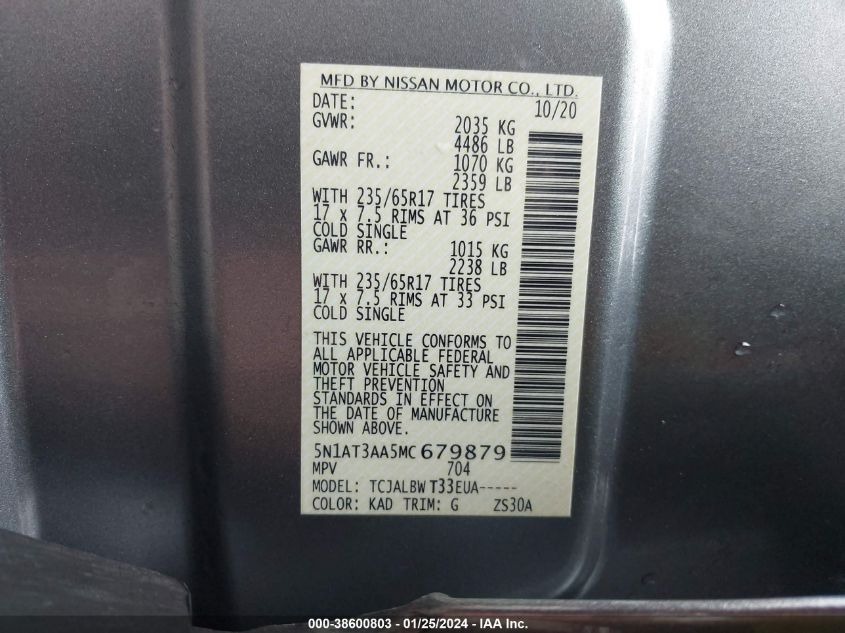 MFD BY NISSAN MOTOR CO., LTD.
DATE: 10/20
GVWR: 2035 KG
4486 LB
GAWR FR.: 1070 KG
2359 LB
WITH 235/65R17 TIRES
17 x 7.5 RIMS AT 36 PSI
COLD SINGLE
GAWR RR.: 1015 KG
2238 LB
WITH 235/65R17 TIRES
17 x 7.5 RIMS AT 33 PSI
COLD SINGLE
THIS VEHICLE CONFORMS TO
ALL APPLICABLE FEDERAL
MOTOR VEHICLE SAFETY AND
THEFT PREVENTION
STANDARDS IN EFFECT ON
THE DATE OF MANUFACTURE
SHOWN ABOVE.
5N1AT3AA5MC679879
MPV 704
MODEL: TCJALBW T33EUA-----
COLOR: KAD TRIM: G ZS30A
000-38600803 - 01/25/2024 - IAA Inc.